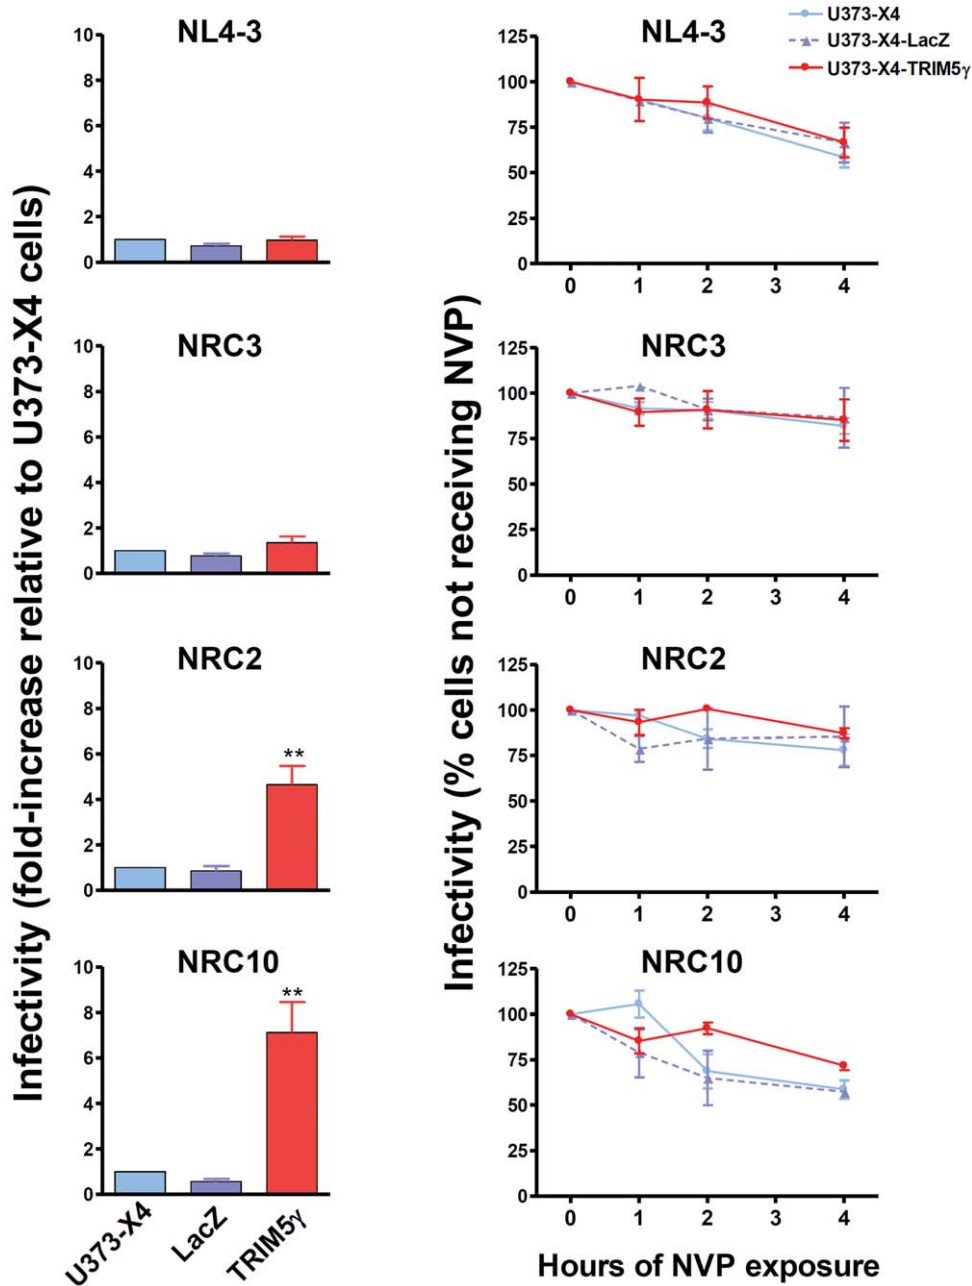 Infectivity (fold-increase relative to U373-X4 cells)
NL4-3
10
8
6
4
2
0
NRC3
10
8
6
4
2
0
NRC2
10
8
6
4
2
0
**
NRC10
10
8
6
4
2
0
**
U373-X4
LacZ
TRIM5γ
Infectivity (% cells not receiving NVP)
U373-X4
U373-X4-LacZ
U373-X4-TRIM5γ
NL4-3
125
100
75
50
25
0
0 1 2 3 4
NRC3
125
100
75
50
25
0
0 1 2 3 4
NRC2
125
100
75
50
25
0
0 1 2 3 4
NRC10
125
100
75
50
25
0
0 1 2 3 4
Hours of NVP exposure